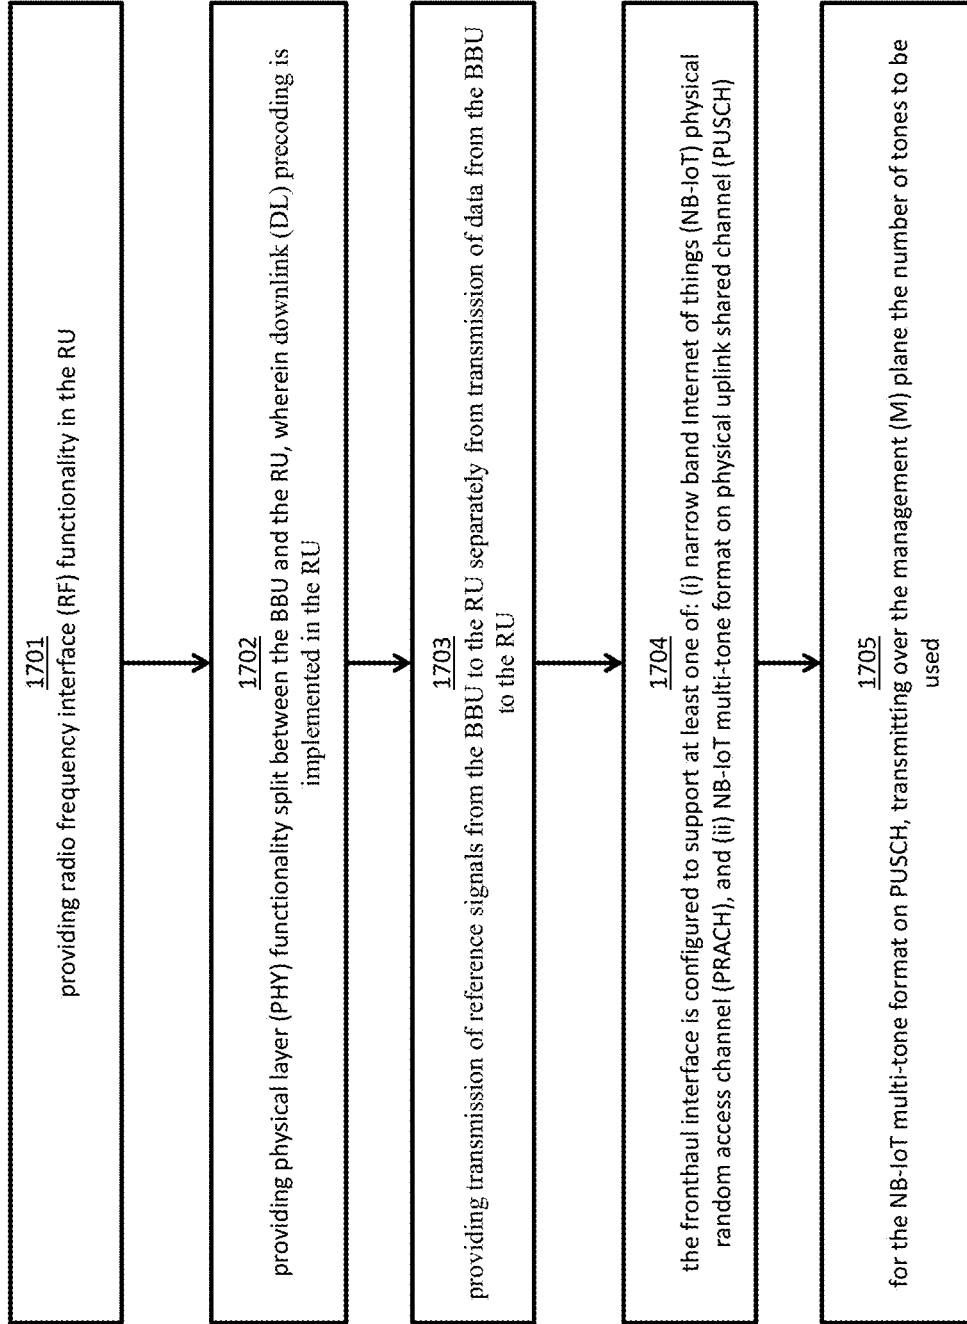 1701
providing radio frequency interface (RF) functionality in the RU
1702
providing physical layer (PHY) functionality split between the BBU and the RU, wherein downlink (DL) precoding is
implemented in the RU
1703
providing transmission of reference signals from the BBU to the RU separately from transmission of data from the BBU
to the RU
1704
the fronthaul interface is configured to support at least one of: (i) narrow band Internet of things (NB-IoT) physical
random access channel (PRACH), and (ii) NB-IoT multi-tone format on physical uplink shared channel (PUSCH)
1705
for the NB-IoT multi-tone format on PUSCH, transmitting over the management (M) plane the number of tones to be
used